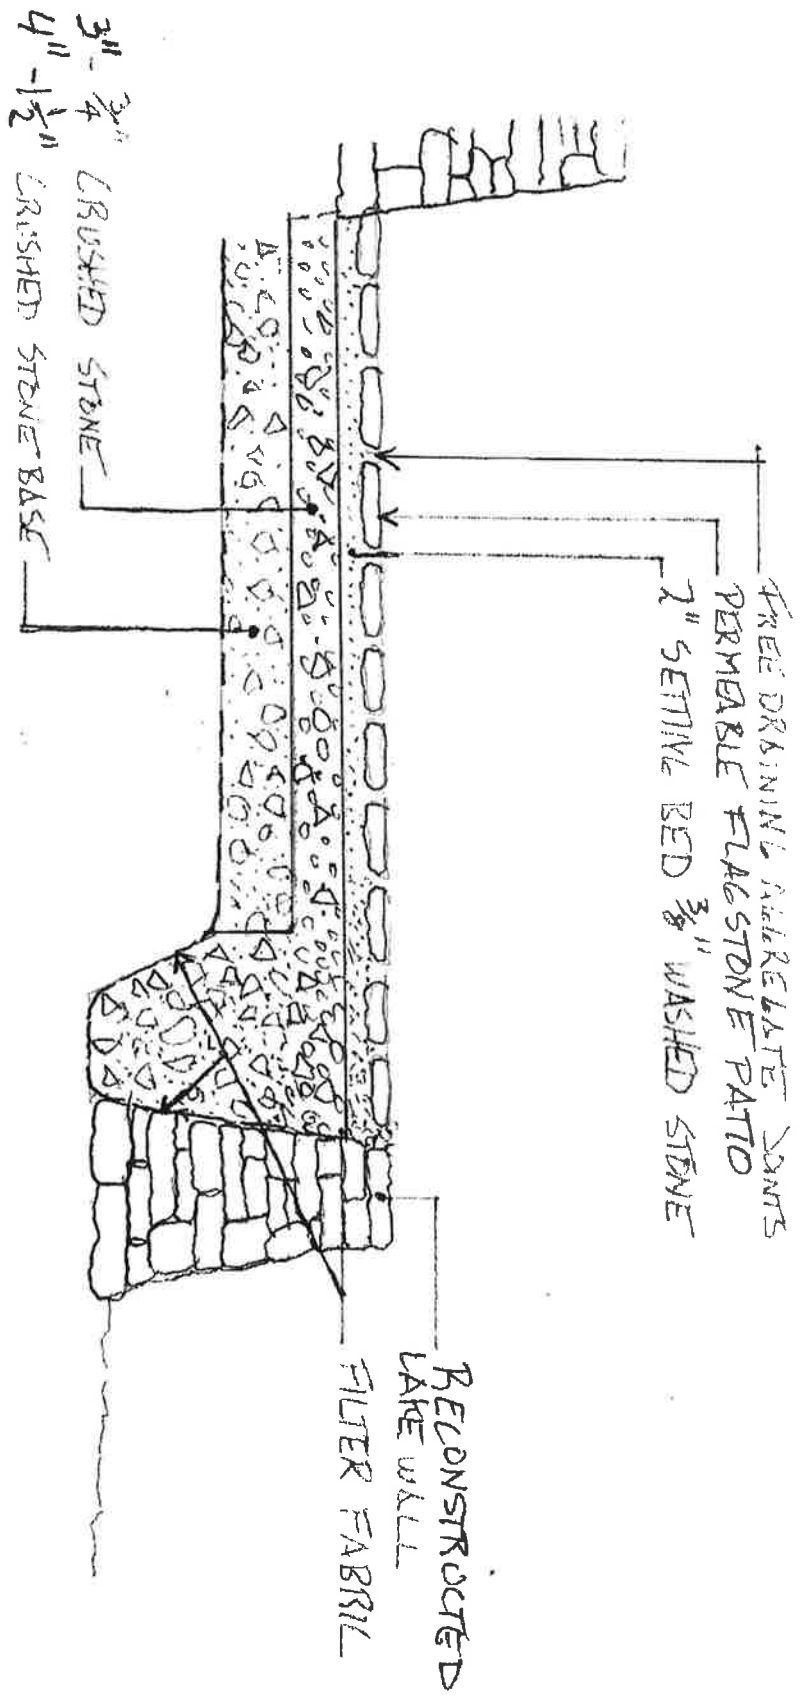 FREE DRAINING AGGREGATE JOINTS
PERMEABLE FLAGSTONE PATIO
2" SETTING BED 3/8" WASHED STONE
RECONSTRUCTED
LAKE WALL
FILTER FABRIC
3" - 3/4" CRUSHED STONE
4" - 1 1/2" CRUSHED STONE BASE